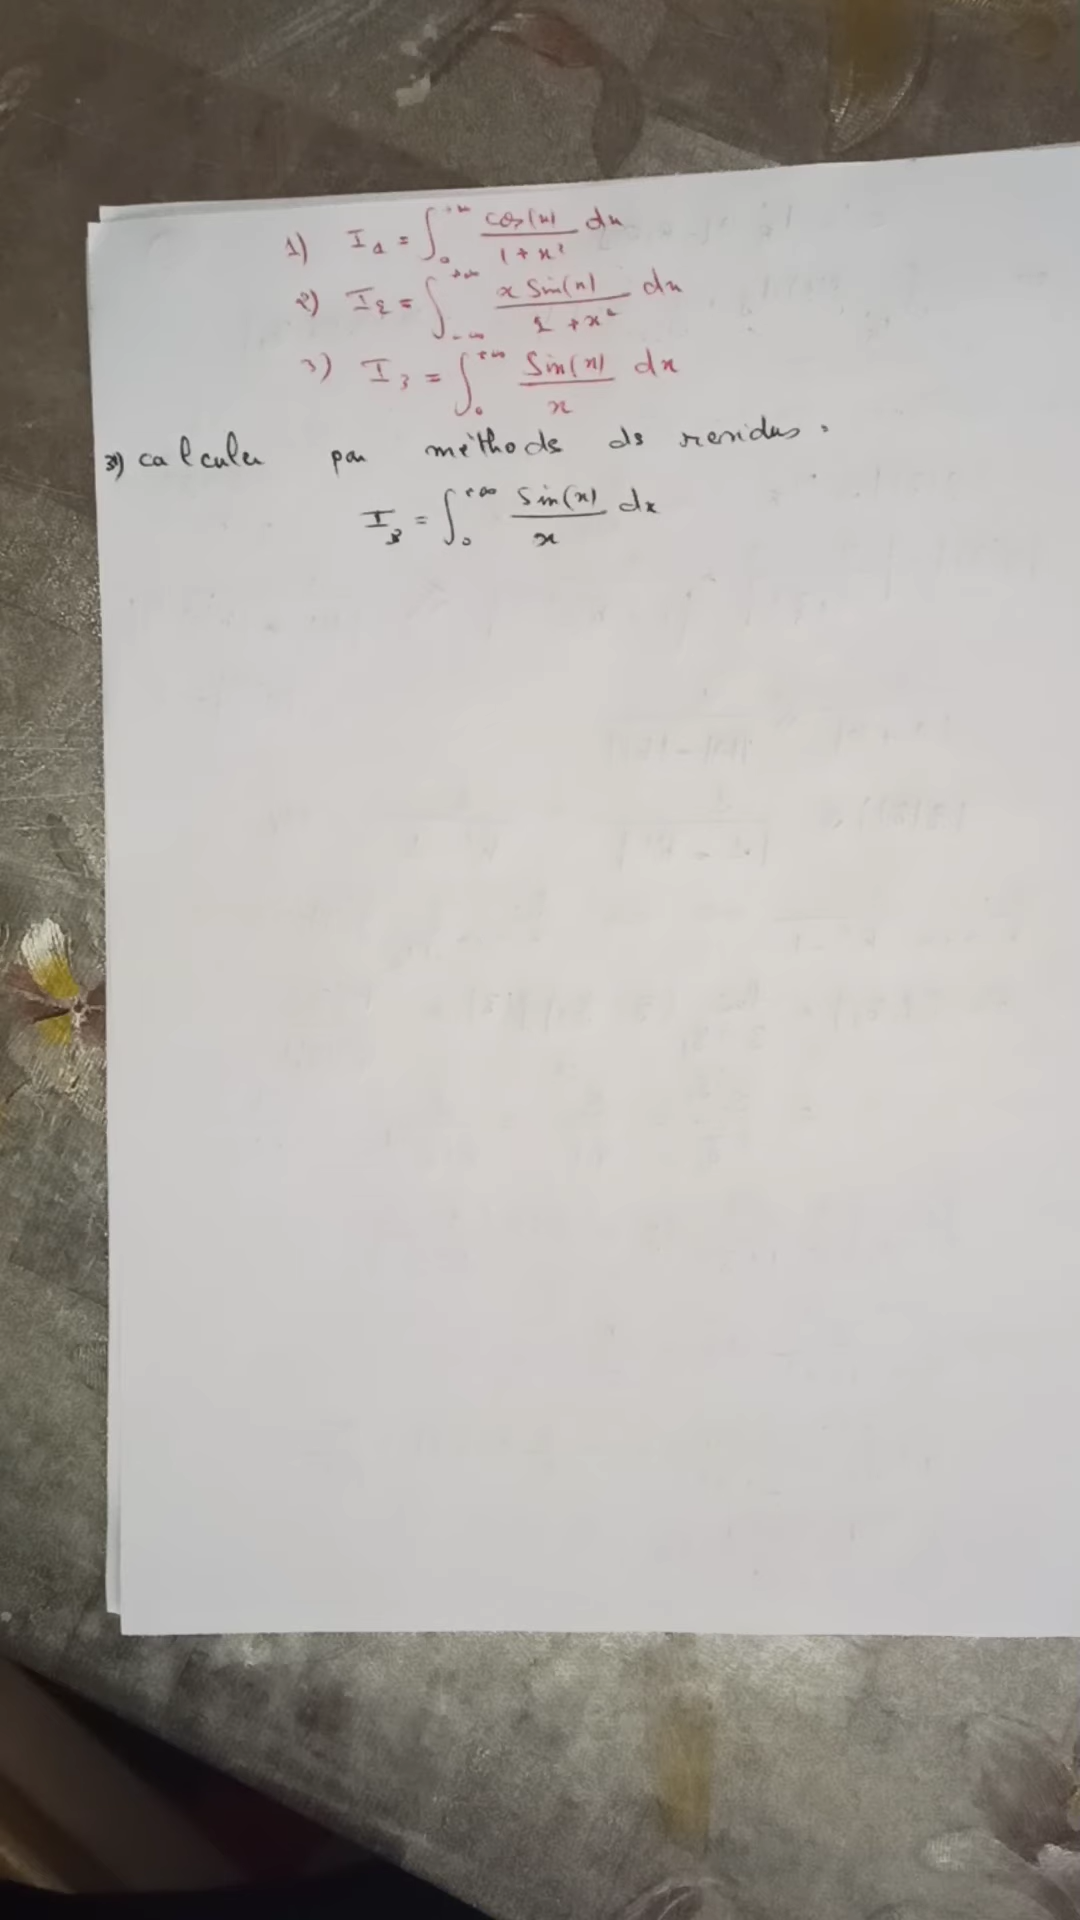 1) I₁ = ∫₀^{+∞} cos(x)/(1+x²) dx
2) I₂ = ∫_{-∞}^{+∞} x sin(x)/(1+x²) dx
3) I₃ = ∫₀^{+∞} Sin(x)/x dx
3) calculer par méthode ds residus.
I₃ = ∫₀^{+∞} Sin(x)/x dx